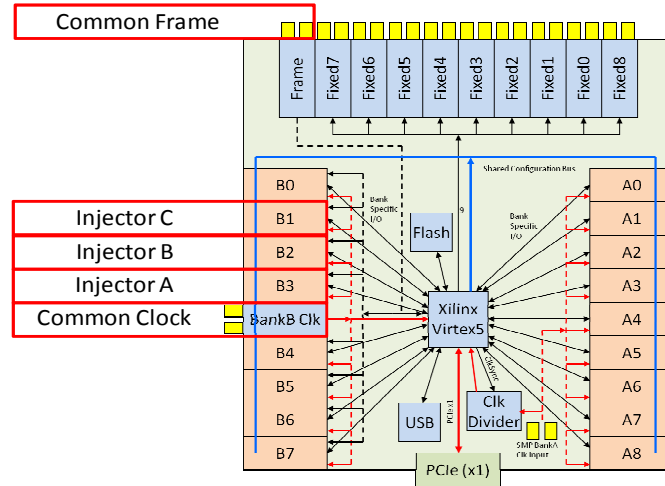 Common Frame
Frame
Fixed7
Fixed6
Fixed5
Fixed4
Fixed3
Fixed2
Fixed1
Fixed0
Fixed8
Shared Configuration Bus
B0
Injector C
B1
Injector B
B2
Injector A
B3
Common Clock
BankB Clk
B4
B5
B6
B7
Bank
Specific
I/O
9
Flash
Bank
Specific
I/O
Xilinx
Virtex5
ClkSync
PCIex1
USB
Clk
Divider
SMP BankA
Clk Input
PCIe (x1)
A0
A1
A2
A3
A4
A5
A6
A7
A8